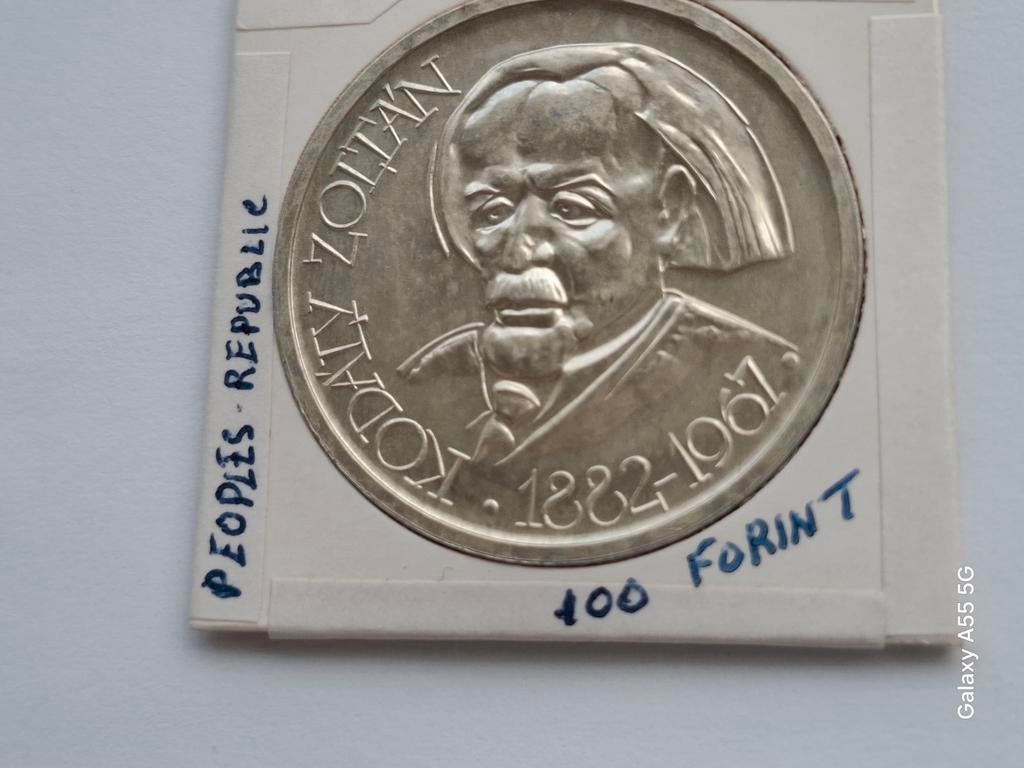 KODÁLY ZOLTÁN
· 1882-1967 ·
PEOPLES-REPUBLIC
100 FORINT
Galaxy A55 5G